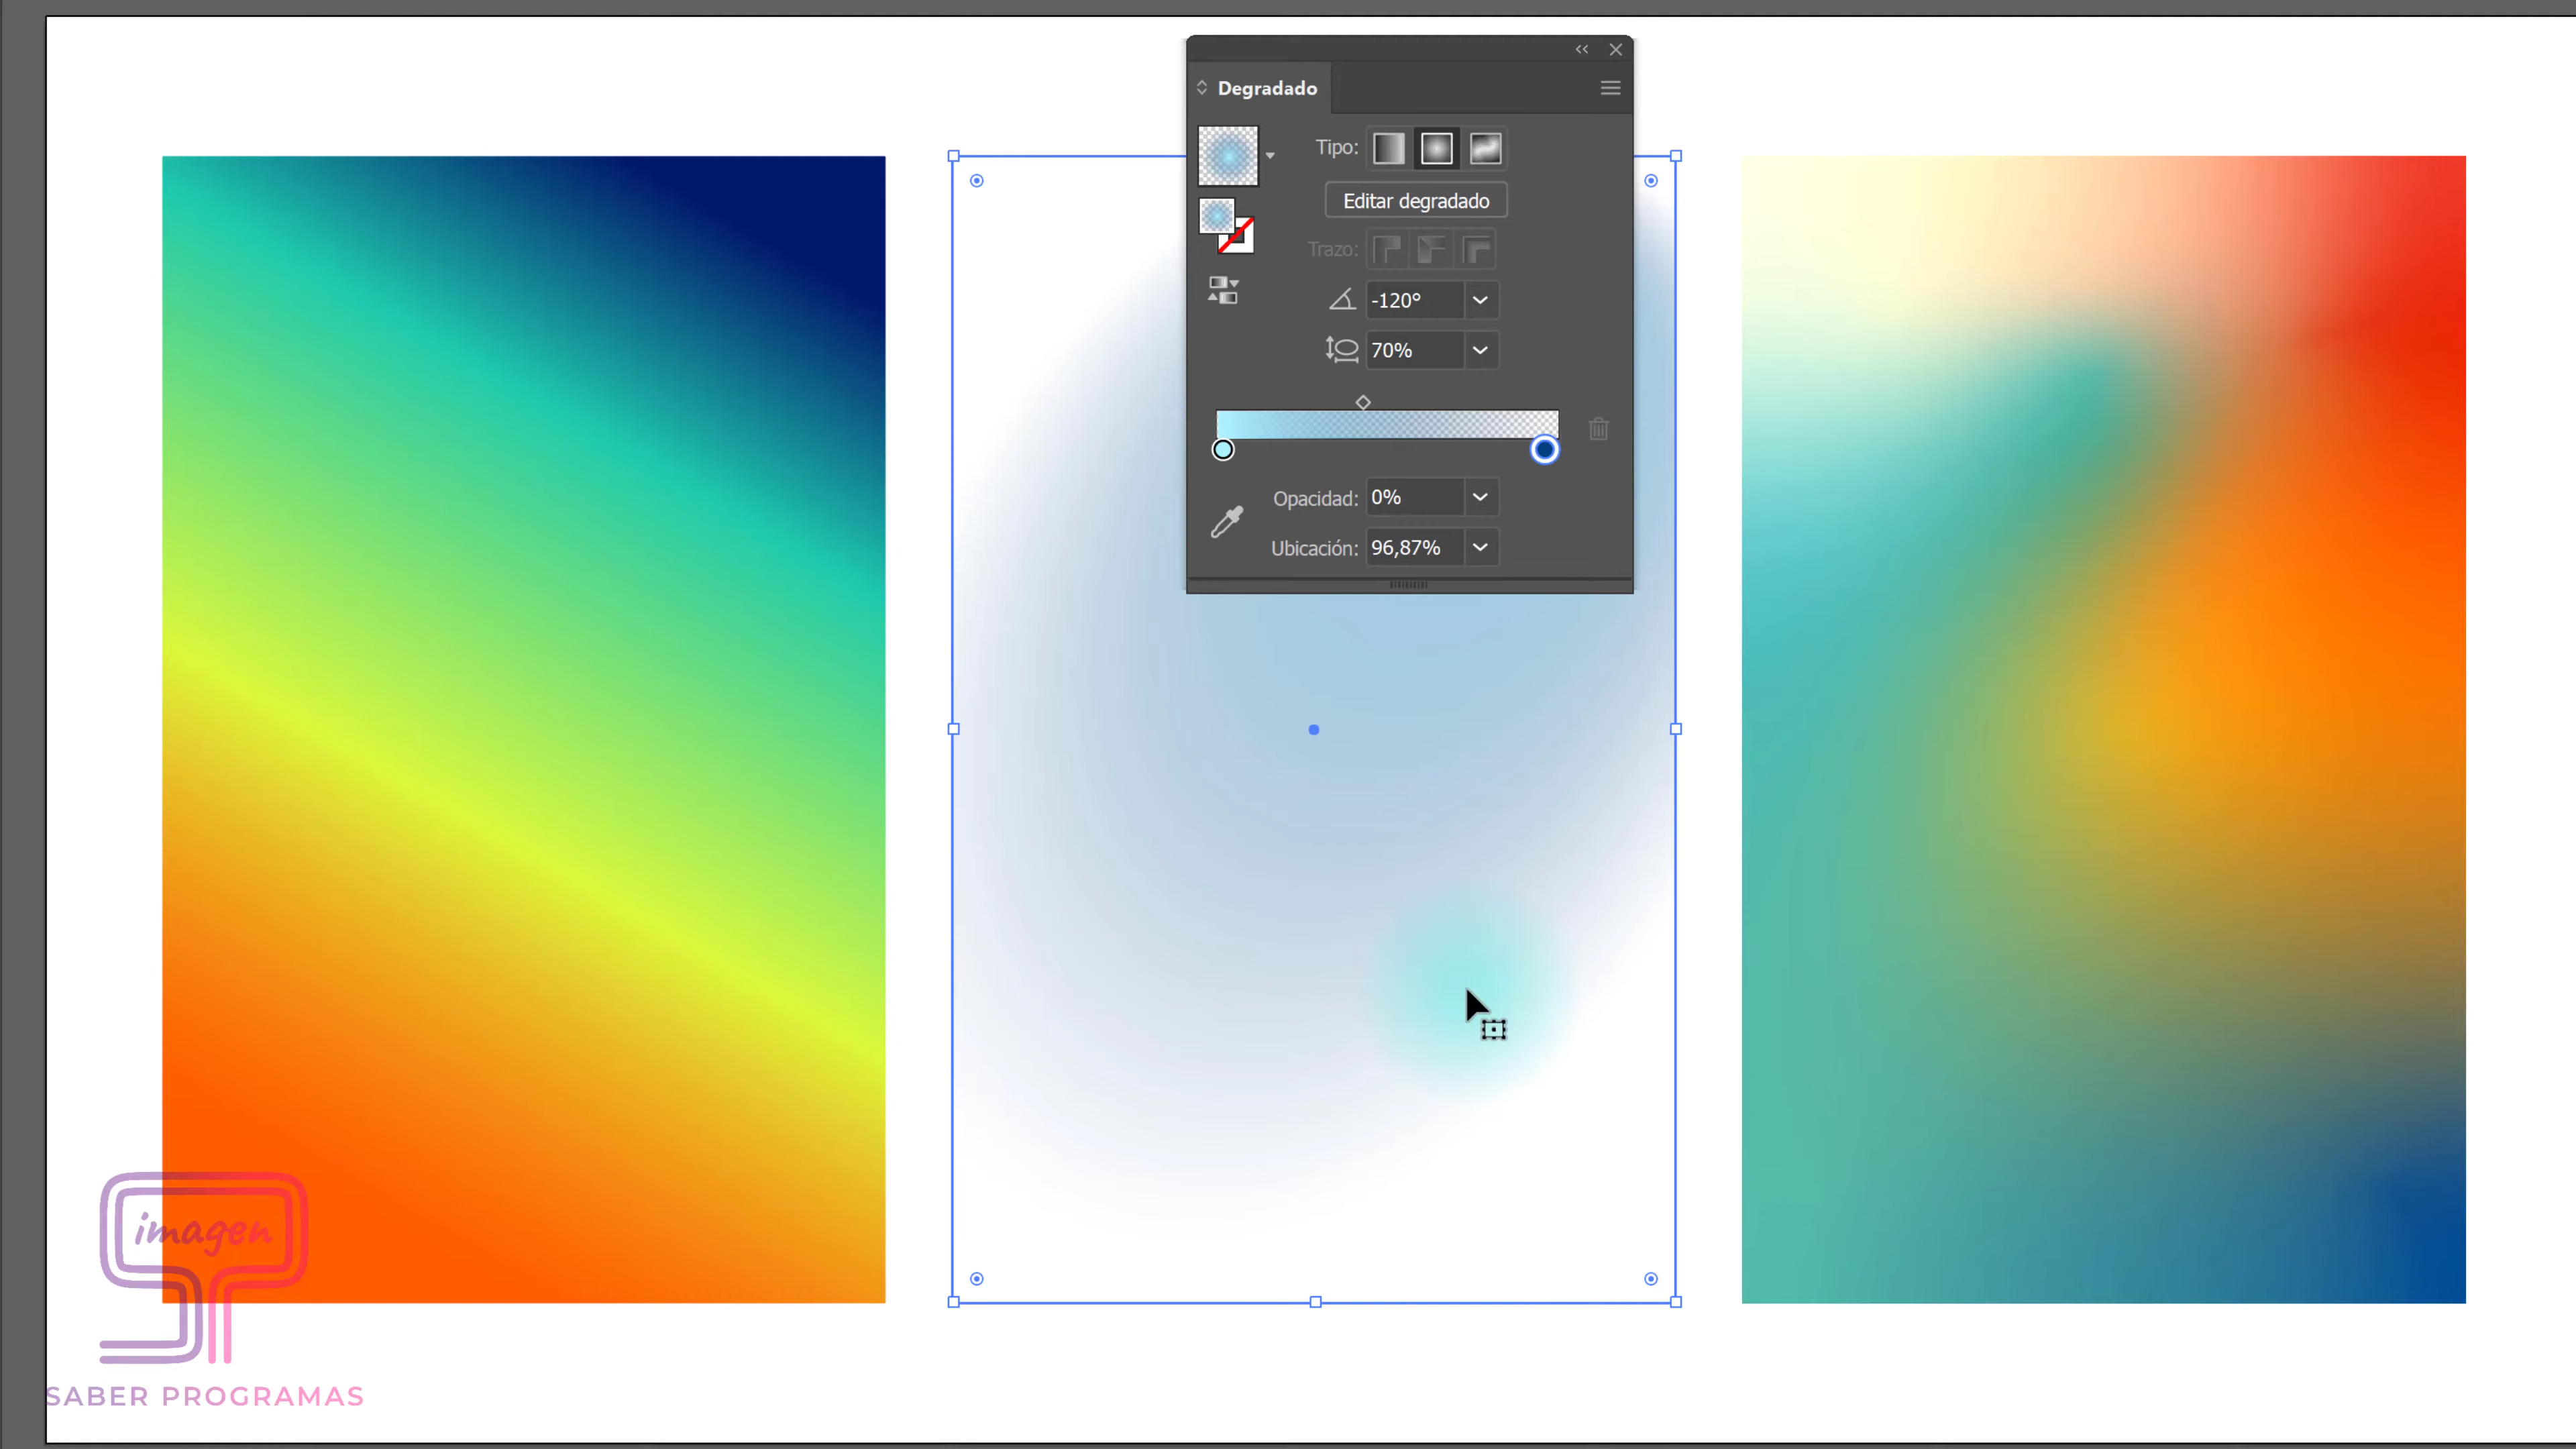 Degradado
Tipo:
Editar degradado
Trazo:
-120°
70%
Opacidad: 0%
Ubicación: 96,87%
imagen
SABER PROGRAMAS